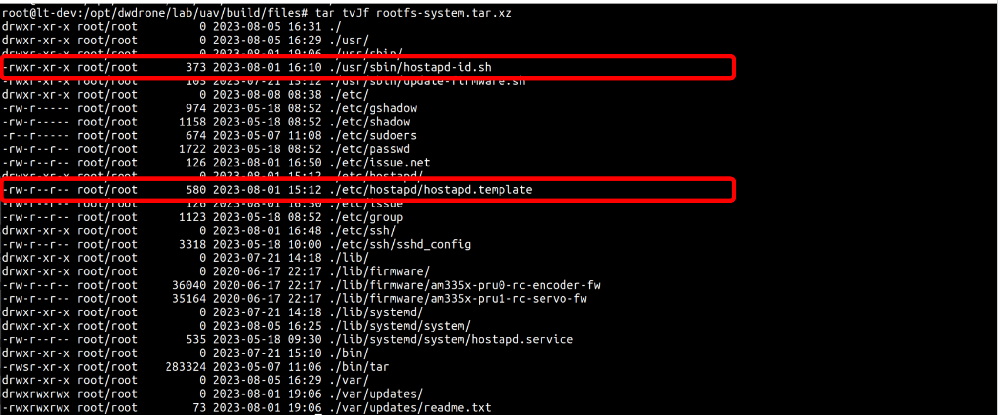 root@lt-dev:/opt/dwdrone/lab/uav/build/files# tar tvJf rootfs-system.tar.xz
drwxr-xr-x root/root         0 2023-08-05 16:31 ./
drwxr-xr-x root/root         0 2023-08-05 16:29 ./usr/
drwxr-xr-x root/root         0 2023-08-01 19:06 ./usr/sbin/
-rwxr-xr-x root/root       373 2023-08-01 16:10 ./usr/sbin/hostapd-id.sh
-rwxr-xr-x root/root       105 2023-07-21 15:12 ./usr/sbin/update-firmware.sh
drwxr-xr-x root/root         0 2023-08-08 08:38 ./etc/
-rw-r----- root/root       974 2023-05-18 08:52 ./etc/gshadow
-rw-r----- root/root      1158 2023-05-18 08:52 ./etc/shadow
-r--r----- root/root       674 2023-05-07 11:08 ./etc/sudoers
-rw-r--r-- root/root      1722 2023-05-18 08:52 ./etc/passwd
-rw-r--r-- root/root       126 2023-08-01 16:50 ./etc/issue.net
drwxr-xr-x root/root         0 2023-08-01 15:12 ./etc/hostapd/
-rw-r--r-- root/root       580 2023-08-01 15:12 ./etc/hostapd/hostapd.template
-rw-r--r-- root/root       126 2023-08-01 16:50 ./etc/issue
-rw-r--r-- root/root      1123 2023-05-18 08:52 ./etc/group
drwxr-xr-x root/root         0 2023-08-01 16:48 ./etc/ssh/
-rw-r--r-- root/root      3318 2023-05-18 10:00 ./etc/ssh/sshd_config
drwxr-xr-x root/root         0 2023-07-21 14:18 ./lib/
drwxr-xr-x root/root         0 2020-06-17 22:17 ./lib/firmware/
-rw-r--r-- root/root     36040 2020-06-17 22:17 ./lib/firmware/am335x-pru0-rc-encoder-fw
-rw-r--r-- root/root     35164 2020-06-17 22:17 ./lib/firmware/am335x-pru1-rc-servo-fw
drwxr-xr-x root/root         0 2023-07-21 14:18 ./lib/systemd/
drwxr-xr-x root/root         0 2023-08-05 16:25 ./lib/systemd/system/
-rw-r--r-- root/root       535 2023-05-18 09:30 ./lib/systemd/system/hostapd.service
drwxr-xr-x root/root         0 2023-07-21 15:10 ./bin/
-rwsr-xr-x root/root    283324 2023-05-07 11:06 ./bin/tar
drwxr-xr-x root/root         0 2023-08-05 16:29 ./var/
drwxrwxrwx root/root         0 2023-08-01 19:06 ./var/updates/
-rwxrwxrwx root/root        73 2023-08-01 19:06 ./var/updates/readme.txt